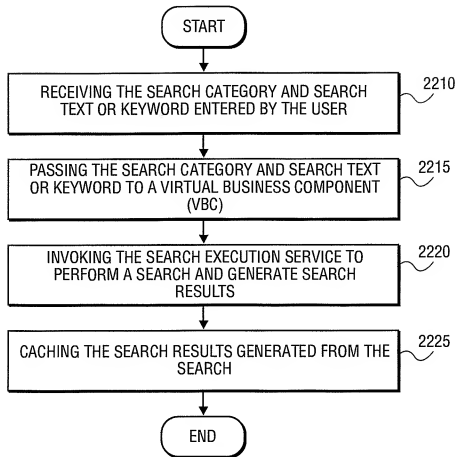 START
RECEIVING THE SEARCH CATEGORY AND SEARCH
TEXT OR KEYWORD ENTERED BY THE USER
2210
PASSING THE SEARCH CATEGORY AND SEARCH TEXT
OR KEYWORD TO A VIRTUAL BUSINESS COMPONENT
(VBC)
2215
INVOKING THE SEARCH EXECUTION SERVICE TO
PERFORM A SEARCH AND GENERATE SEARCH
RESULTS
2220
CACHING THE SEARCH RESULTS GENERATED FROM THE
SEARCH
2225
END